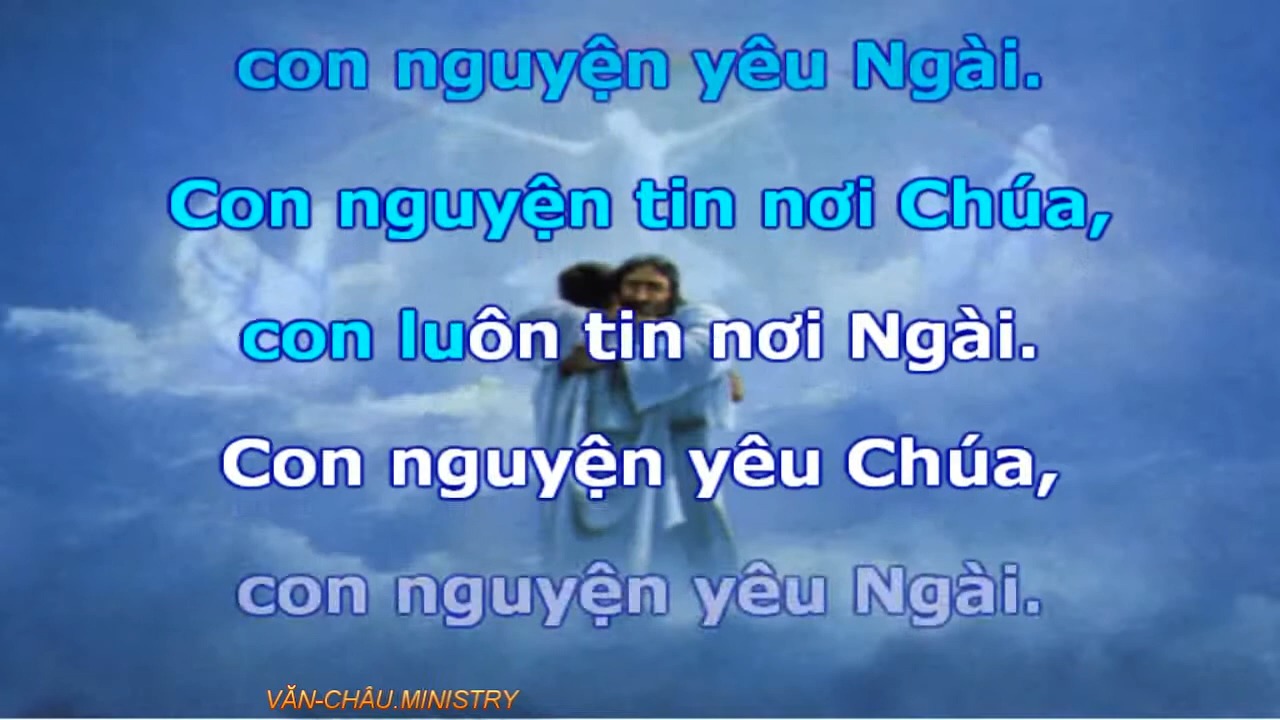 con nguyện yêu Ngài.
Con nguyện tin nơi Chúa,
con luôn tin nơi Ngài.
Con nguyện yêu Chúa,
con nguyện yêu Ngài.
VĂN-CHÂU.MINISTRY